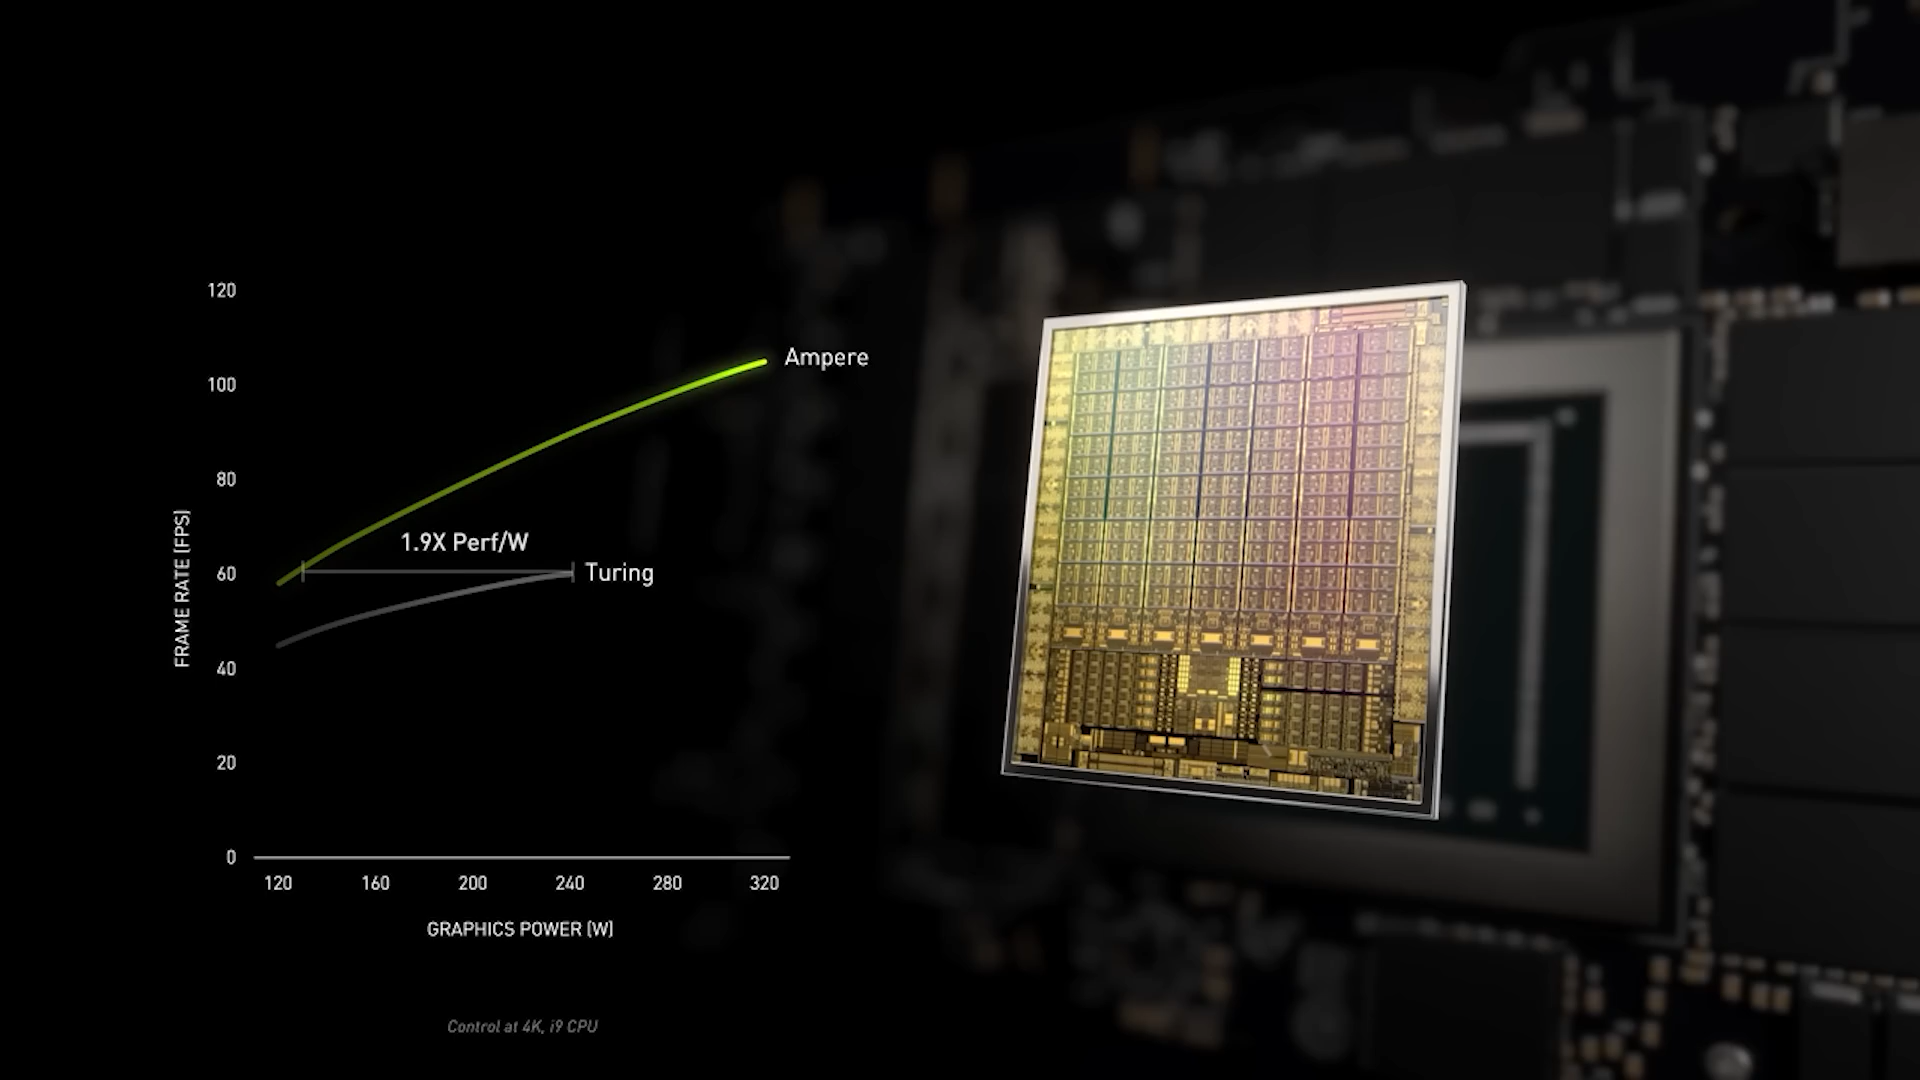 120
100
80
60
40
20
0
FRAME RATE (FPS)
Ampere
1.9X Perf/W
Turing
120 160 200 240 280 320
GRAPHICS POWER (W)
Control at 4K, i9 CPU